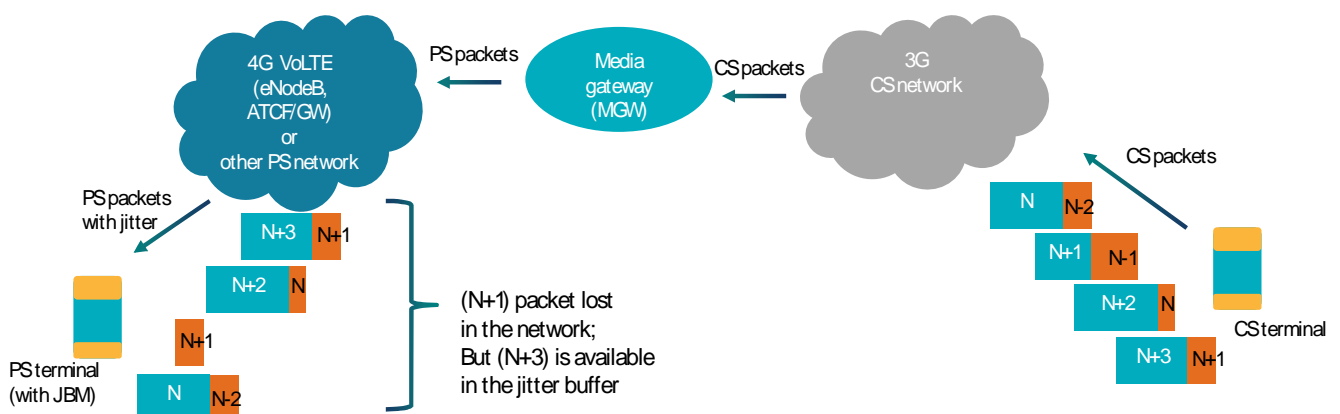 4G VoLTE
(eNodeB,
ATCF/GW)
or
other PS network
PS packets
Media
gateway
(MGW)
CS packets
3G
CS network
CS packets
PS packets
with jitter
N+3 N+1
N+2 N
N+1
N N-2
PS terminal
(with JBM)
(N+1) packet lost
in the network;
But (N+3) is available
in the jitter buffer
N N-2
N+1 N-1
N+2 N
N+3 N+1
CS terminal